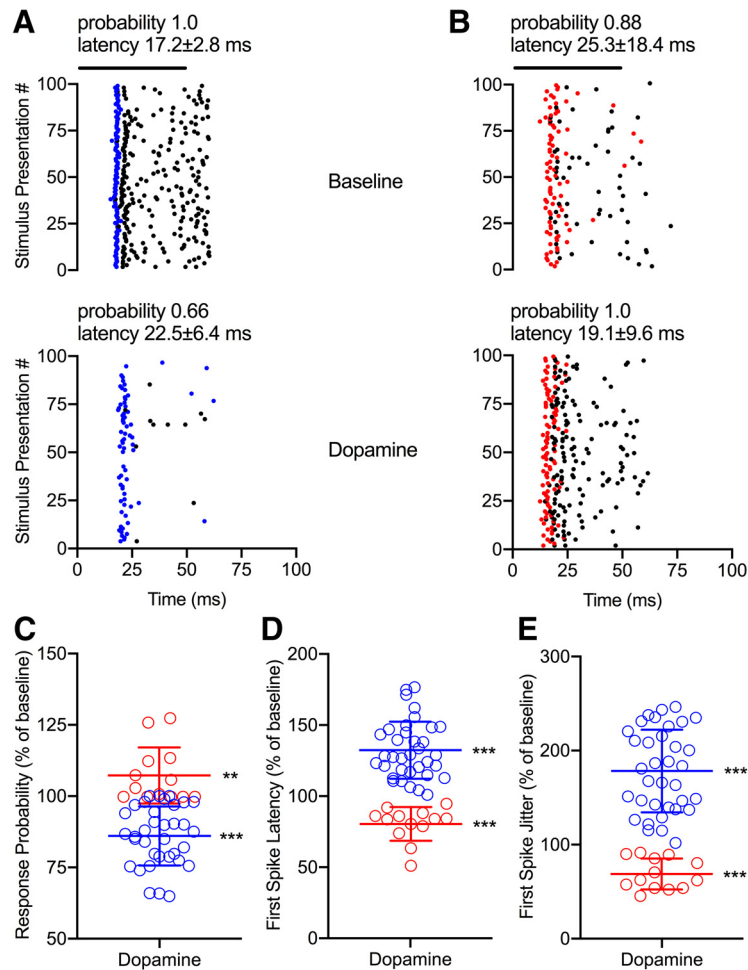 A
probability 1.0
latency 17.2±2.8 ms
B
probability 0.88
latency 25.3±18.4 ms
Stimulus Presentation #
100
75
50
25
0
Baseline
100
75
50
25
0
probability 0.66
latency 22.5±6.4 ms
probability 1.0
latency 19.1±9.6 ms
Stimulus Presentation #
100
75
50
25
0
Dopamine
100
75
50
25
0
0 25 50 75 100
Time (ms)
0 25 50 75 100
Time (ms)
C
Response Probability (% of baseline)
150
125
100
75
50
**
***
Dopamine
D
First Spike Latency (% of baseline)
200
150
100
50
0
***
***
Dopamine
E
First Spike Jitter (% of baseline)
300
200
100
0
***
***
Dopamine